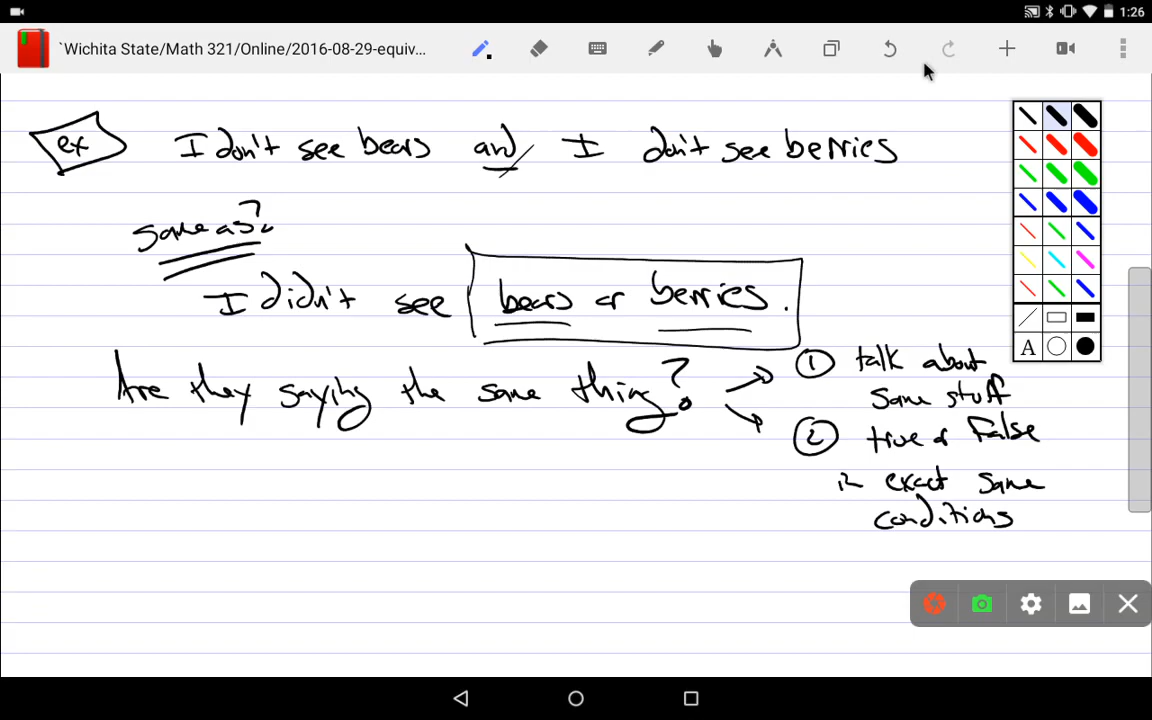 1:26
`Wichita State/Math 321/Online/2016-08-29-equiv...
ex I don't see bears and I don't see berries
same as?
I didn't see bears or berries.
Are they saying the same thing?
① talk about
same stuff
② true or False
in exact same
conditions
A